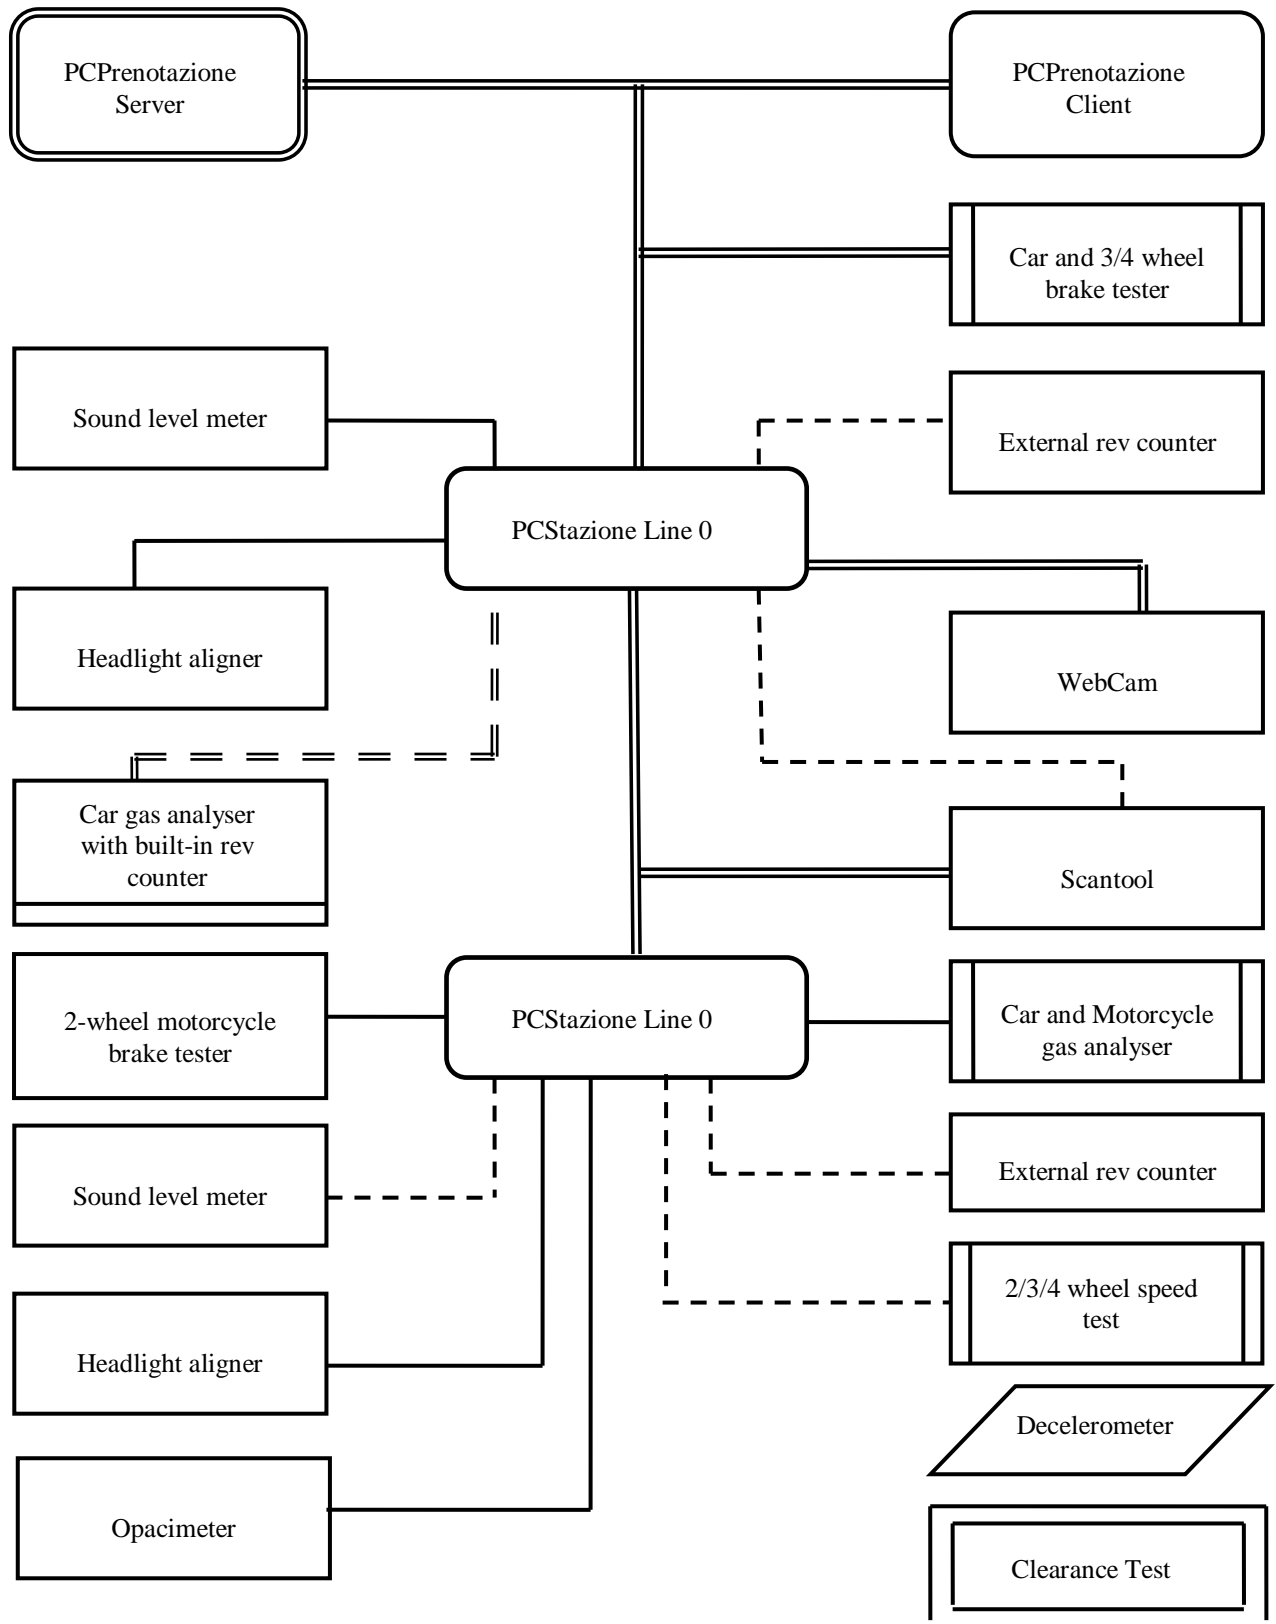 PCPrenotazione
Server
PCPrenotazione
Client
Car and 3/4 wheel
brake tester
Sound level meter
External rev counter
PCStazione Line 0
Headlight aligner
WebCam
Car gas analyser
with built-in rev
counter
Scantool
2-wheel motorcycle
brake tester
PCStazione Line 0
Car and Motorcycle
gas analyser
Sound level meter
External rev counter
2/3/4 wheel speed
test
Headlight aligner
Decelerometer
Opacimeter
Clearance Test